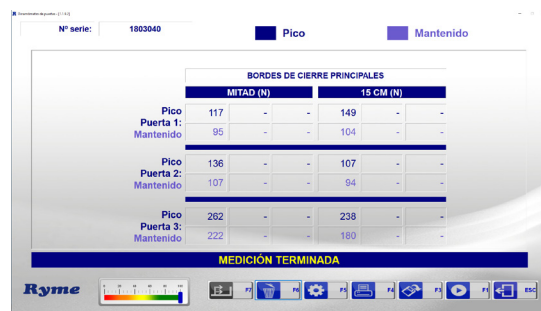 Nº serie: 1803040
Pico Mantenido
BORDES DE CIERRE PRINCIPALES
MITAD (N) 15 CM (N)
Pico 117 - - 149 - -
Puerta 1:
Mantenido 95 - - 104 - -
Pico 136 - - 107 - -
Puerta 2:
Mantenido 107 - - 94 - -
Pico 262 - - 238 - -
Puerta 3:
Mantenido 222 - - 180 - -
MEDICIÓN TERMINADA
Ryme F7 F6 F5 F4 F3 F1 ESC